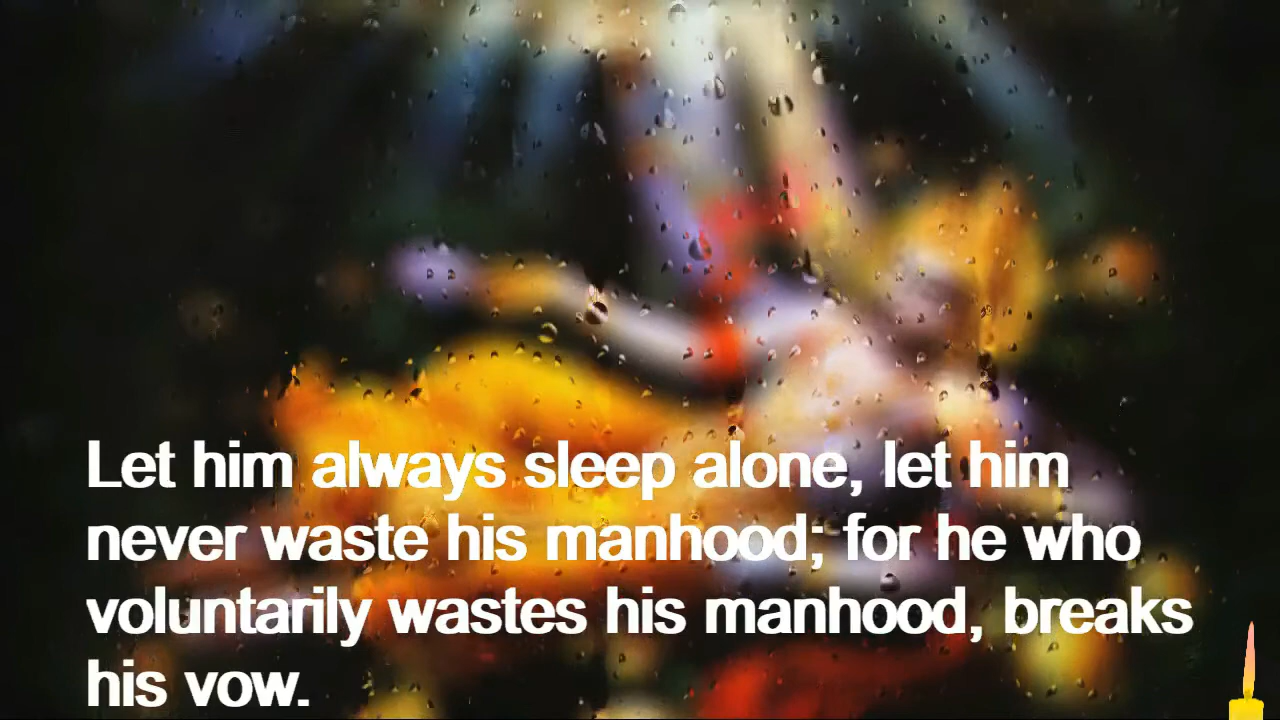 Let him always sleep alone, let him
never waste his manhood; for he who
voluntarily wastes his manhood, breaks
his vow.